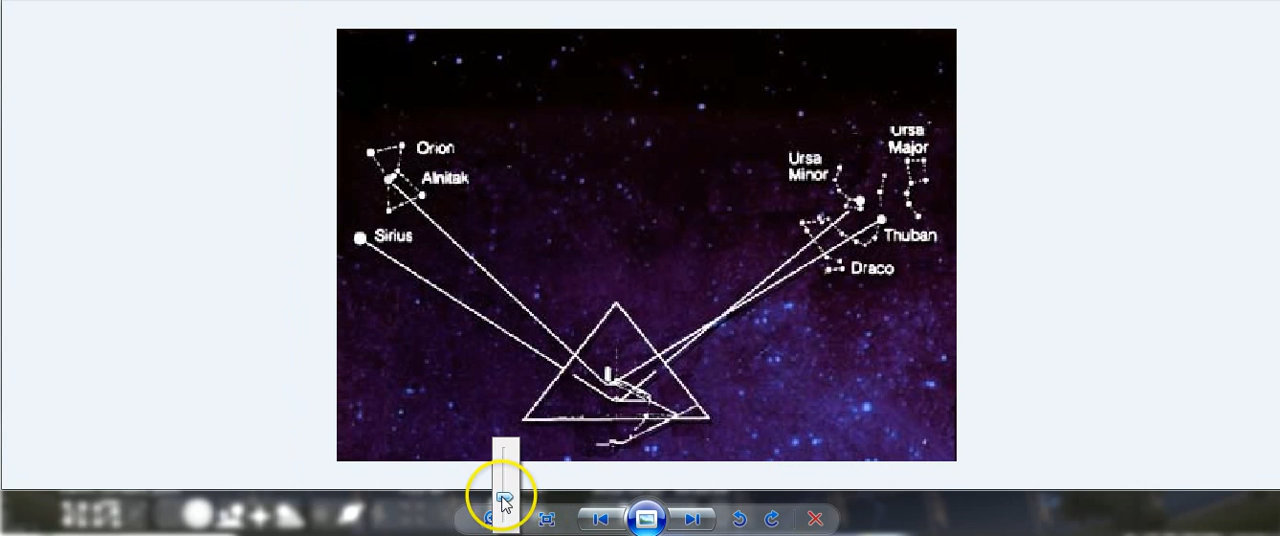 Orion
Alnitak
Sirius
Ursa
Minor
Ursa
Major
Thuban
Draco